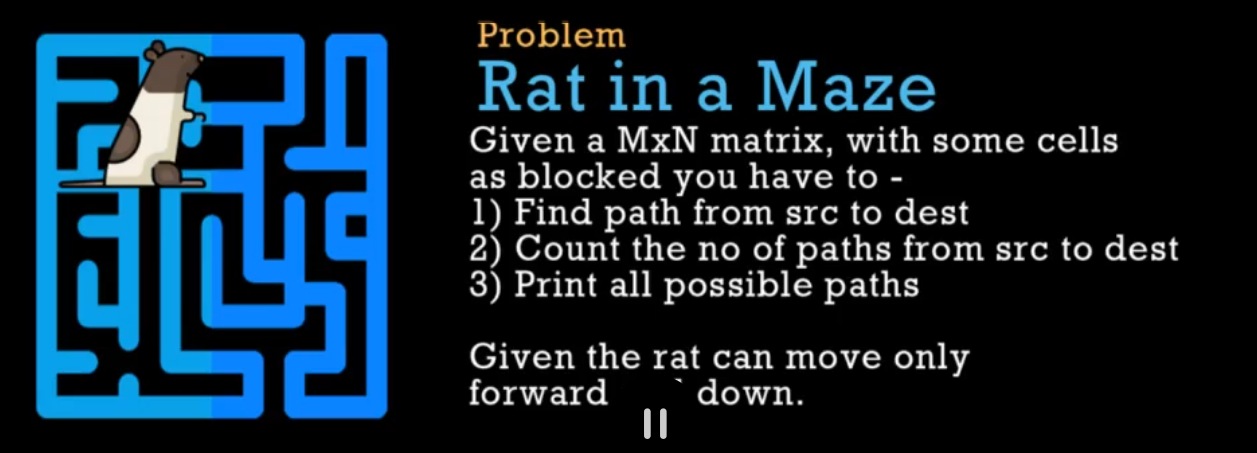 Problem
Rat in a Maze
Given a MxN matrix, with some cells
as blocked you have to -
1) Find path from src to dest
2) Count the no of paths from src to dest
3) Print all possible paths
Given the rat can move only
forward down.